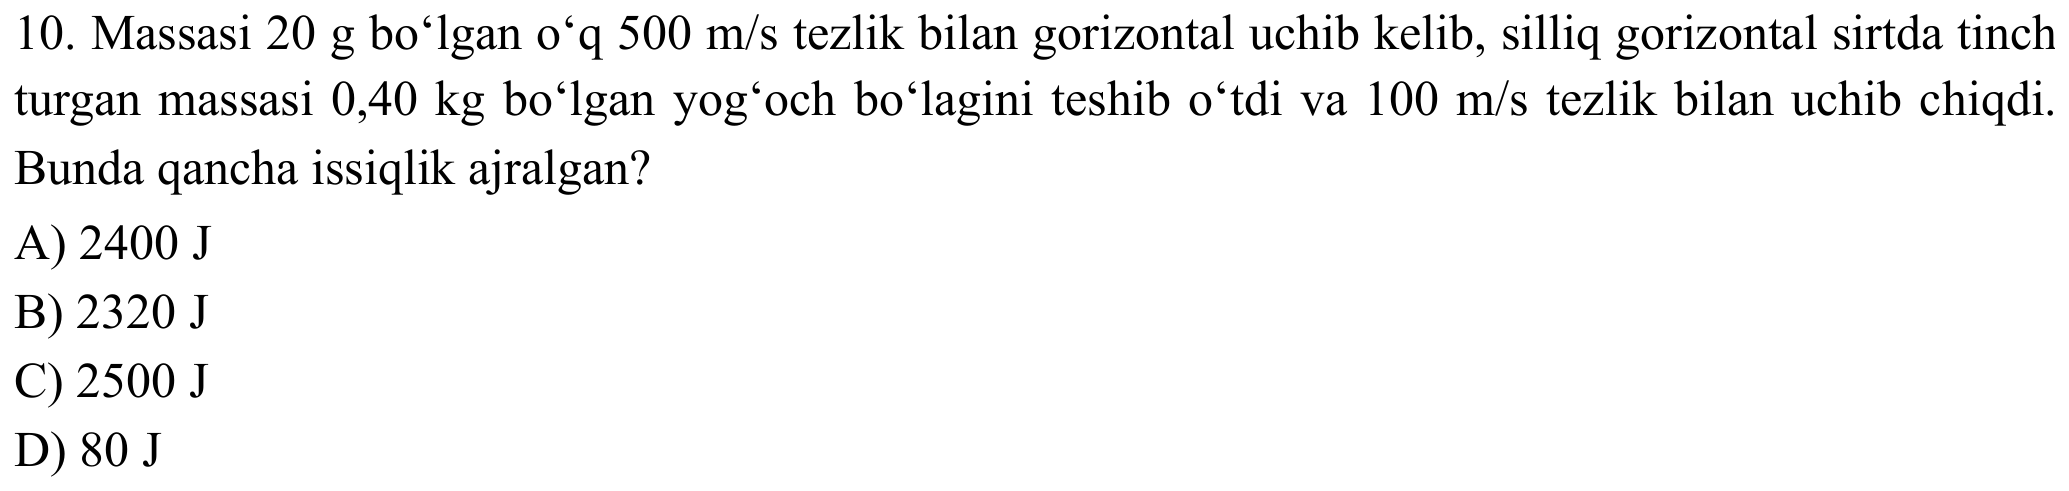 10. Massasi 20 g bo‘lgan o‘q 500 m/s tezlik bilan gorizontal uchib kelib, silliq gorizontal sirtda tinch
turgan massasi 0,40 kg bo‘lgan yog‘och bo‘lagini teshib o‘tdi va 100 m/s tezlik bilan uchib chiqdi.
Bunda qancha issiqlik ajralgan?
A) 2400 J
B) 2320 J
C) 2500 J
D) 80 J